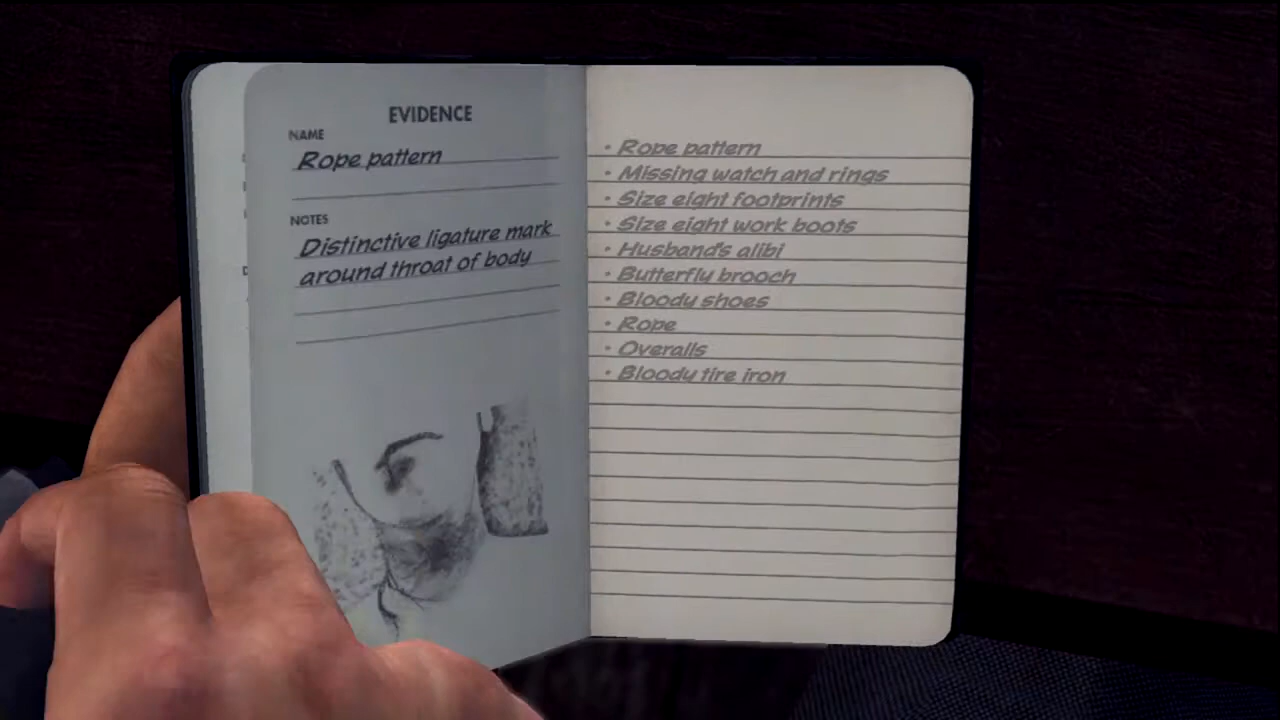 EVIDENCE
NAME
Rope pattern
NOTES
Distinctive ligature mark
around throat of body
• Rope pattern
• Missing watch and rings
• Size eight footprints
• Size eight work boots
• Husband's alibi
• Butterfly brooch
• Bloody shoes
• Rope
• Overalls
• Bloody tire iron